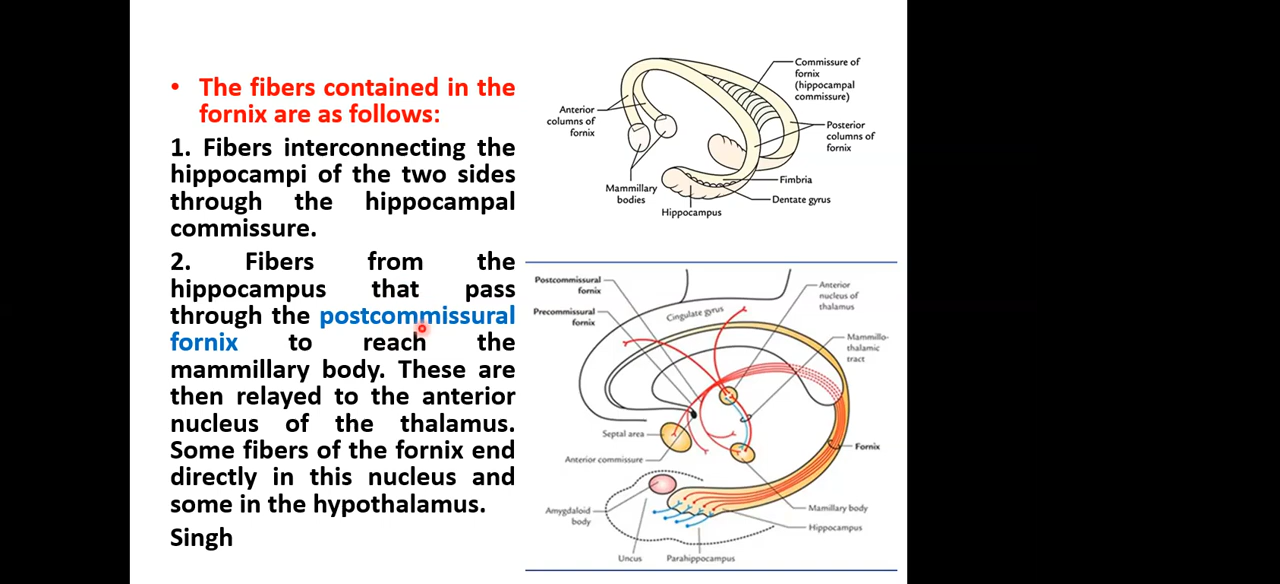 • The fibers contained in the
fornix are as follows:
1. Fibers interconnecting the
hippocampi of the two sides
through the hippocampal
commissure.
2. Fibers from the
hippocampus that pass
through the postcommissural
fornix to reach the
mammillary body. These are
then relayed to the anterior
nucleus of the thalamus.
Some fibers of the fornix end
directly in this nucleus and
some in the hypothalamus.
Singh
Commissure of
fornix
(hippocampal
commissure)
Anterior
columns of
fornix
Posterior
columns of
fornix
Mammillary
bodies
Fimbria
Dentate gyrus
Hippocampus
Postcommissural
fornix
Precommissural
fornix
Cingulate gyrus
Anterior
nucleus of
thalamus
Mammillo-
thalamic
tract
Septal area
Anterior commissure
Fornix
Amygdaloid
body
Mamillary body
Hippocampus
Uncus
Parahippocampus